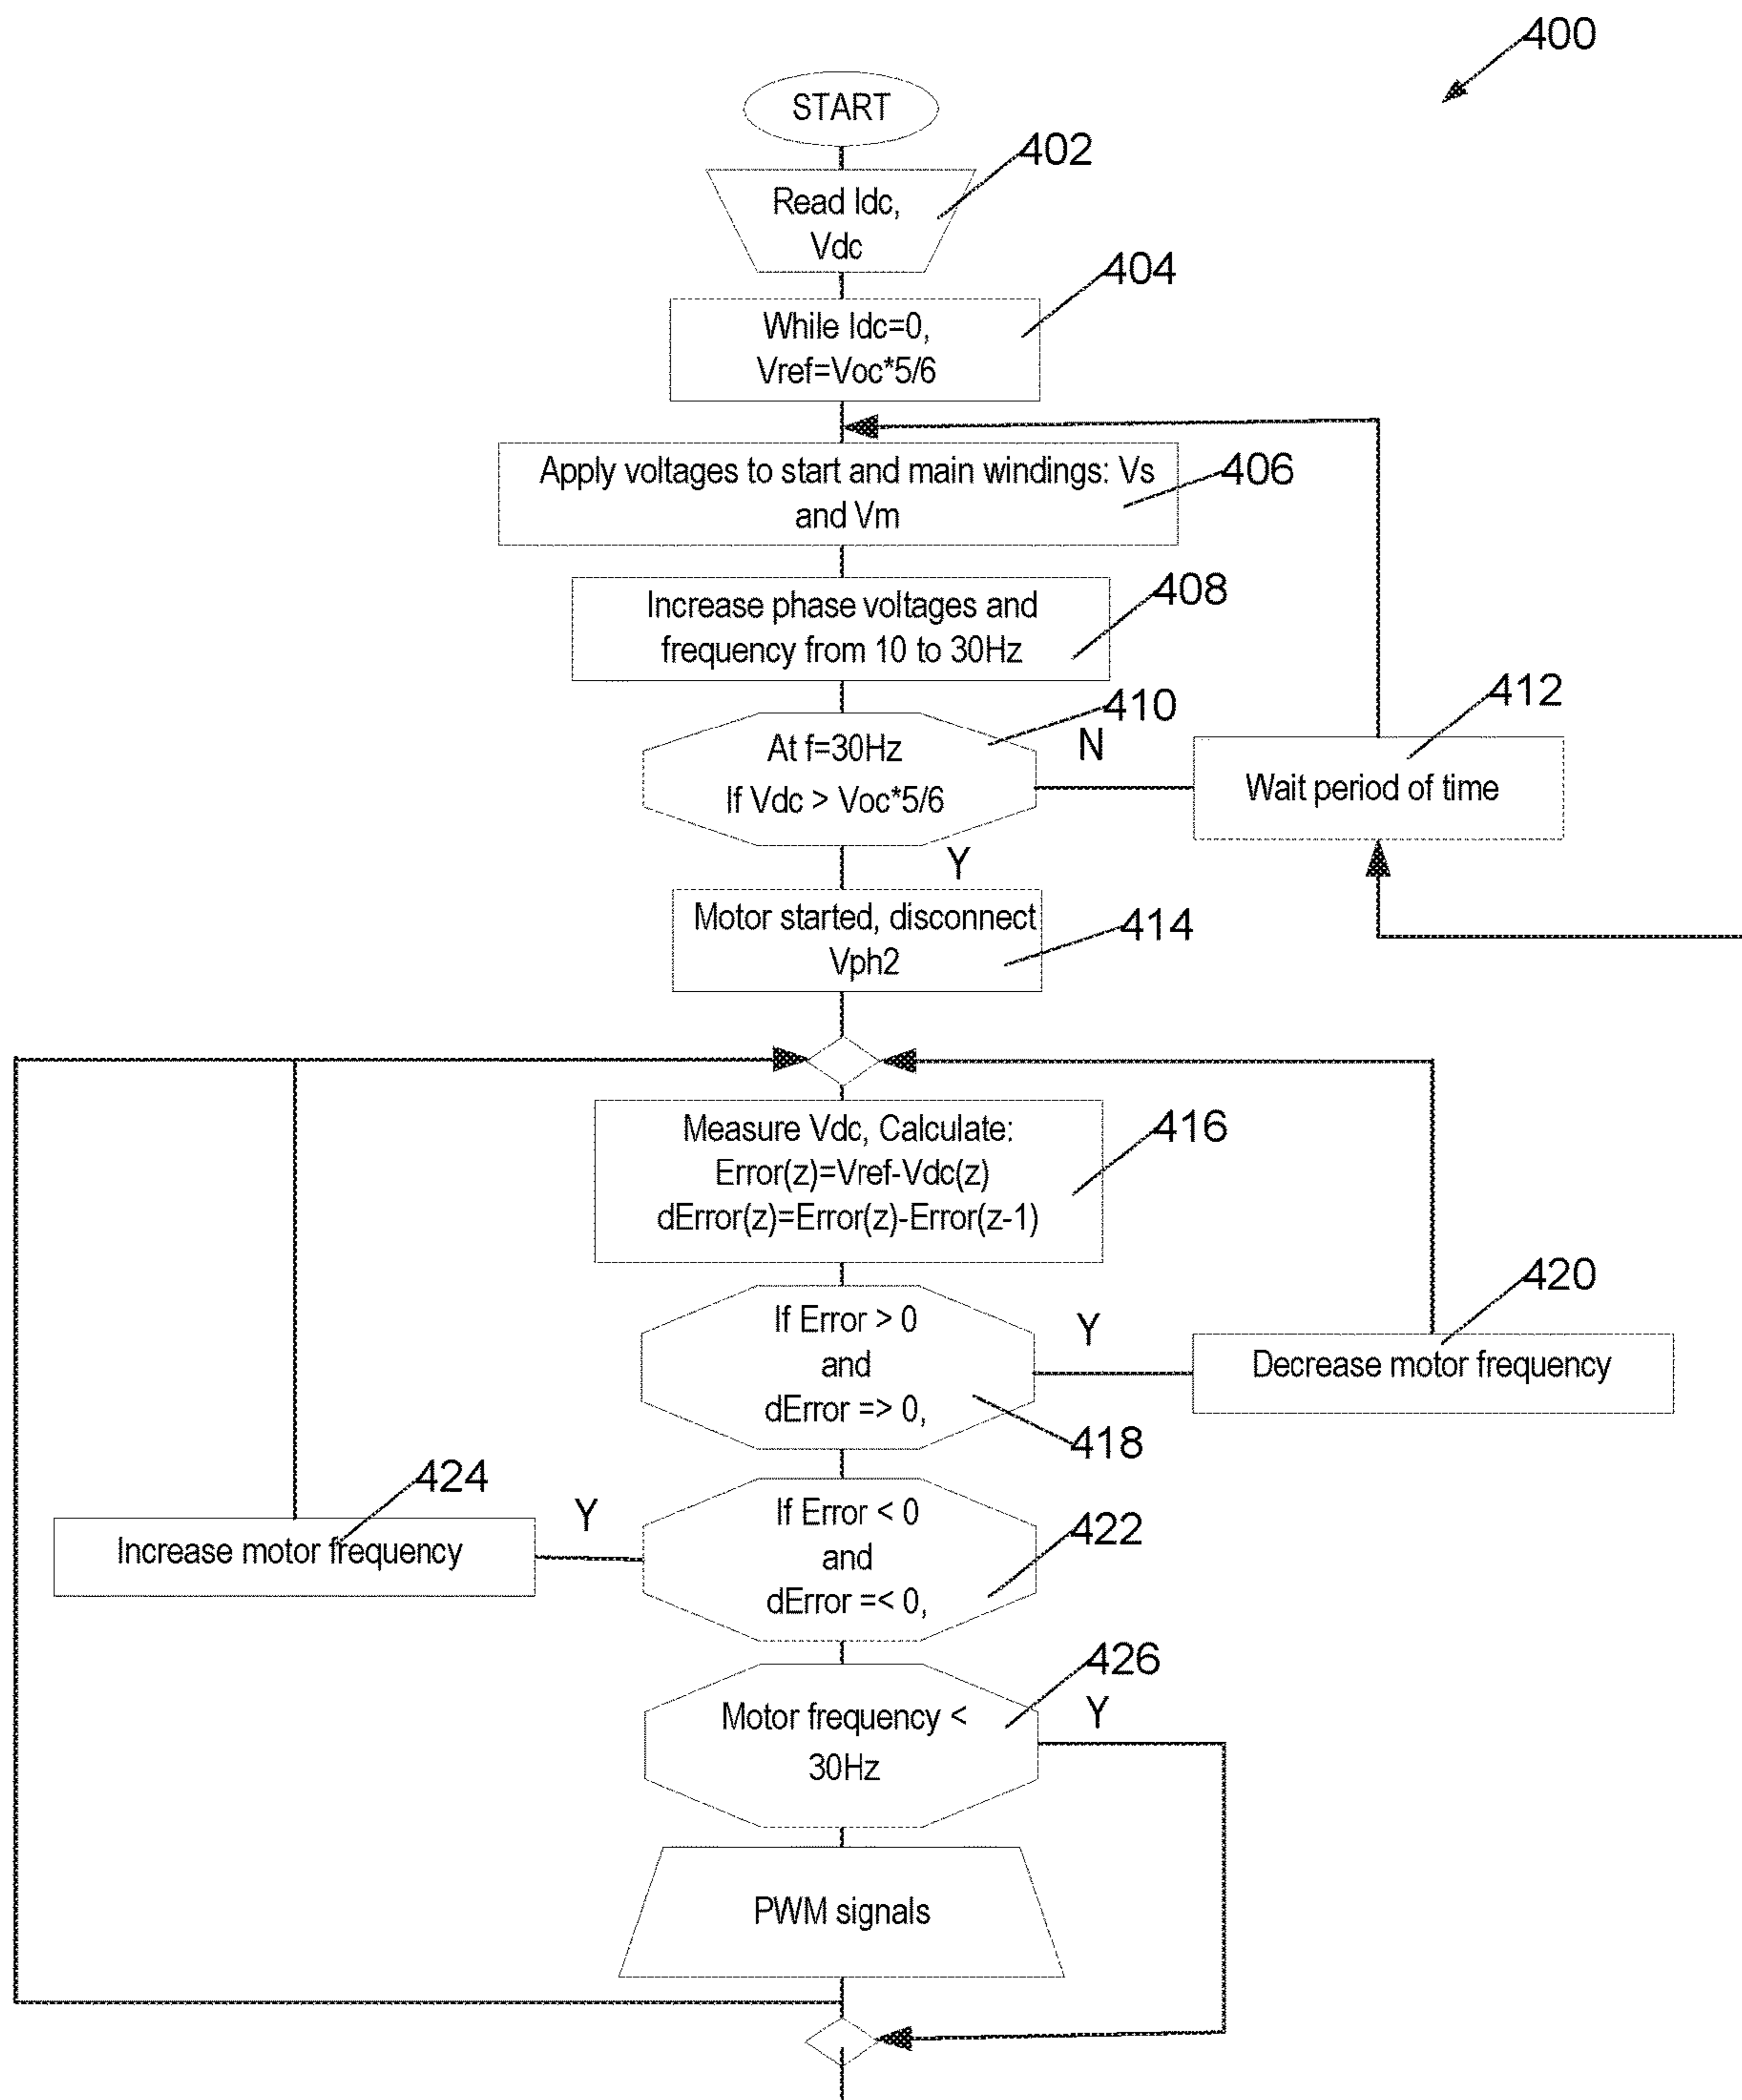 400
START
402
Read Idc,
Vdc
404
While Idc=0,
Vref=Voc*5/6
Apply voltages to start and main windings: Vs
and Vm
406
Increase phase voltages and
frequency from 10 to 30Hz
408
410
At f=30Hz
If Vdc > Voc*5/6
N
412
Wait period of time
Y
Motor started, disconnect
Vph2
414
Measure Vdc, Calculate:
Error(z)=Vref-Vdc(z)
dError(z)=Error(z)-Error(z-1)
416
If Error > 0
and
dError => 0,
Y
418
420
Decrease motor frequency
424
Increase motor frequency
Y
If Error < 0
and
dError =< 0,
422
426
Motor frequency <
30Hz
Y
PWM signals